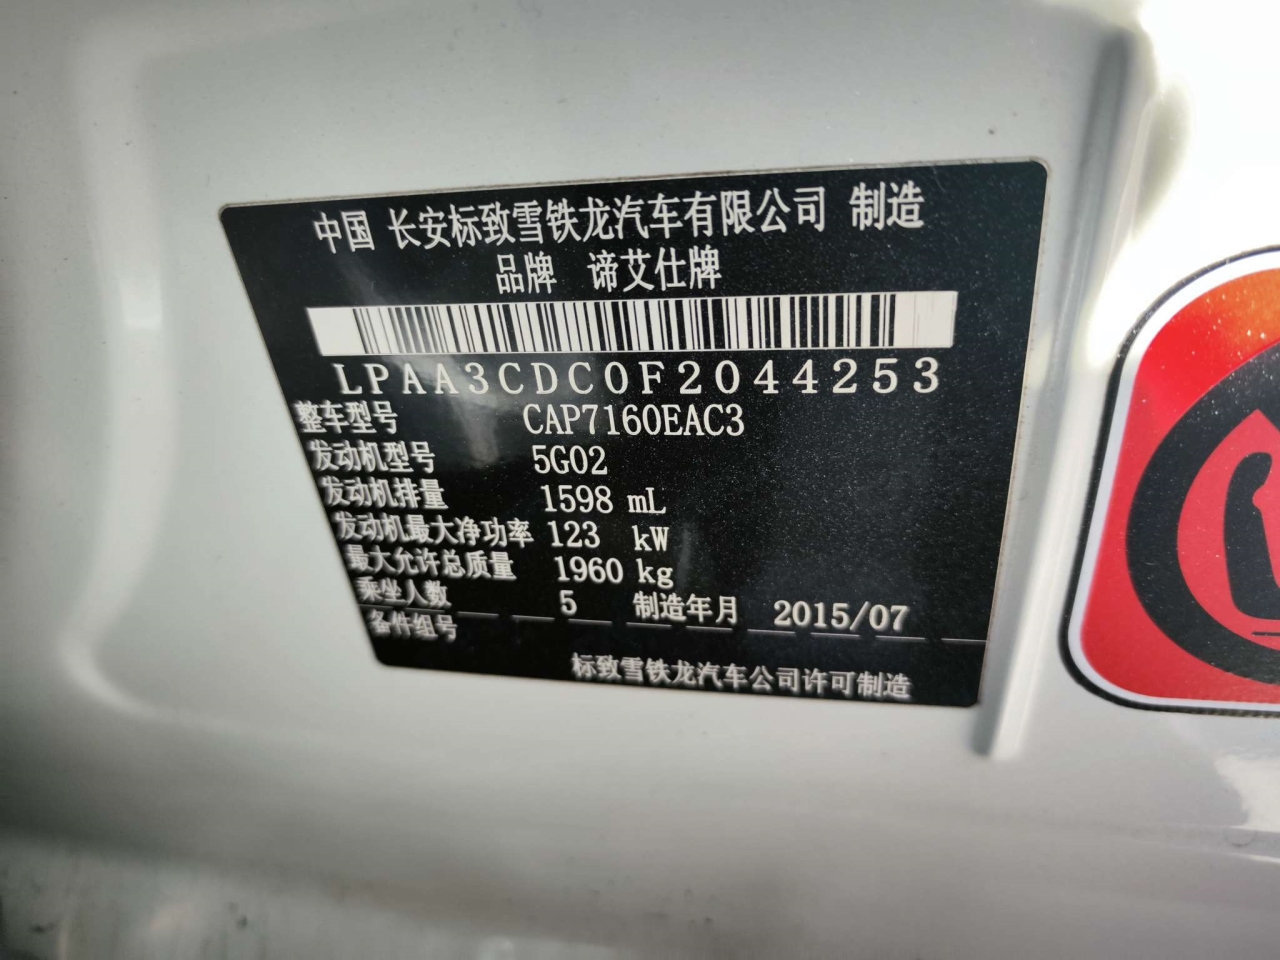 中国 长安标致雪铁龙汽车有限公司 制造
品牌 谛艾仕牌
LPAA3CDC0F2044253
整车型号 CAP7160EAC3
发动机型号 5G02
发动机排量 1598 mL
发动机最大净功率 123 kW
最大允许总质量 1960 kg
乘坐人数 5 制造年月 2015/07
备件组号
标致雪铁龙汽车公司许可制造